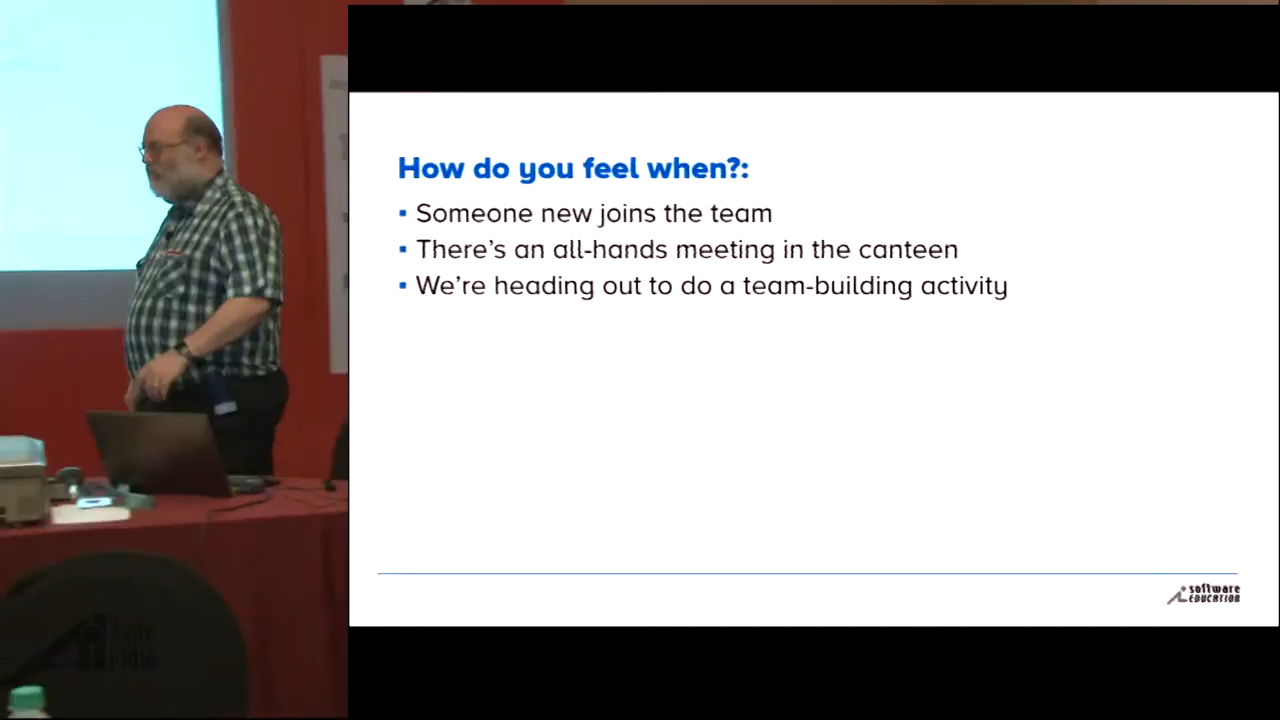 How do you feel when?:
▪ Someone new joins the team
▪ There's an all-hands meeting in the canteen
▪ We're heading out to do a team-building activity
software
EDUCATION